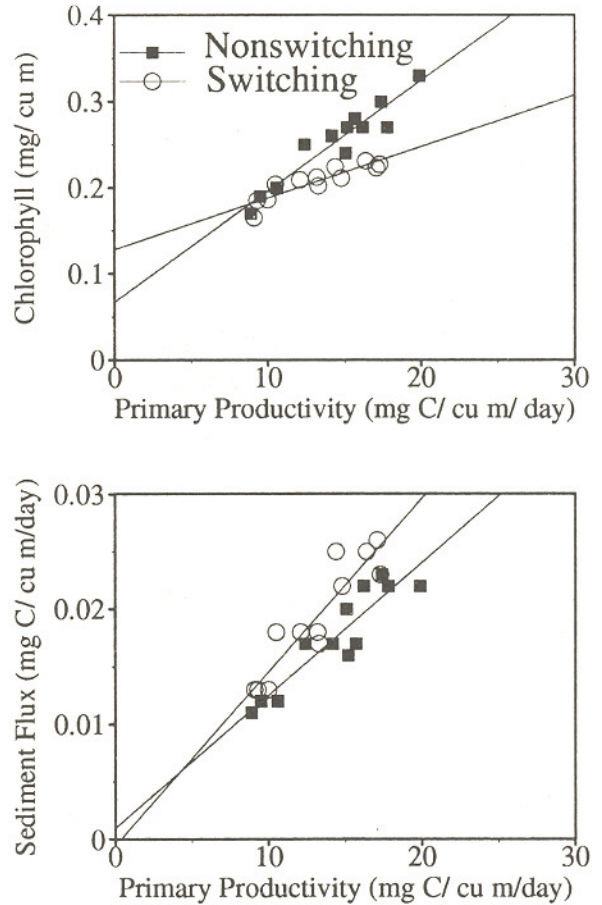 0.4
Nonswitching
Switching
0.3
0.2
0.1
0
0 10 20 30
Chlorophyll (mg/ cu m)
Primary Productivity (mg C/ cu m/ day)
0.03
0.02
0.01
0
0 10 20 30
Sediment Flux (mg C/ cu m/day)
Primary Productivity (mg C/ cu m/day)